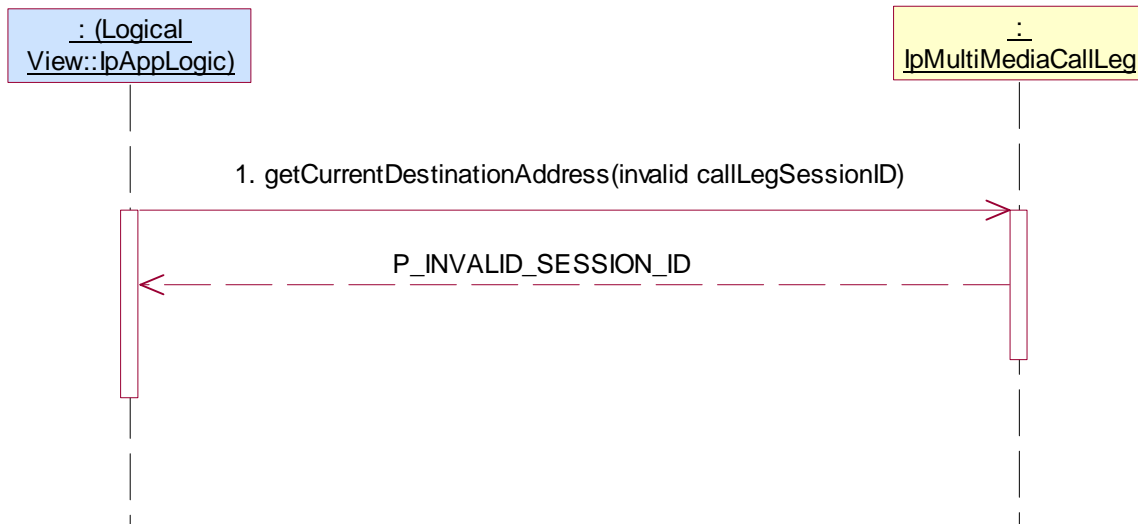 : (Logical
View::IpAppLogic)
:
IpMultiMediaCallLeg
1. getCurrentDestinationAddress(invalid callLegSessionID)
P_INVALID_SESSION_ID